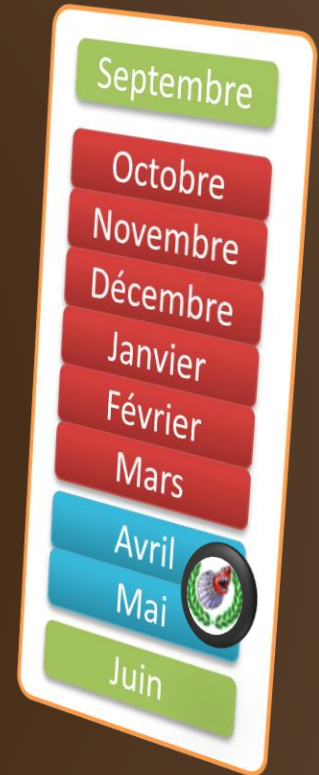 Septembre
Octobre
Novembre
Décembre
Janvier
Février
Mars
Avril
Mai
Juin